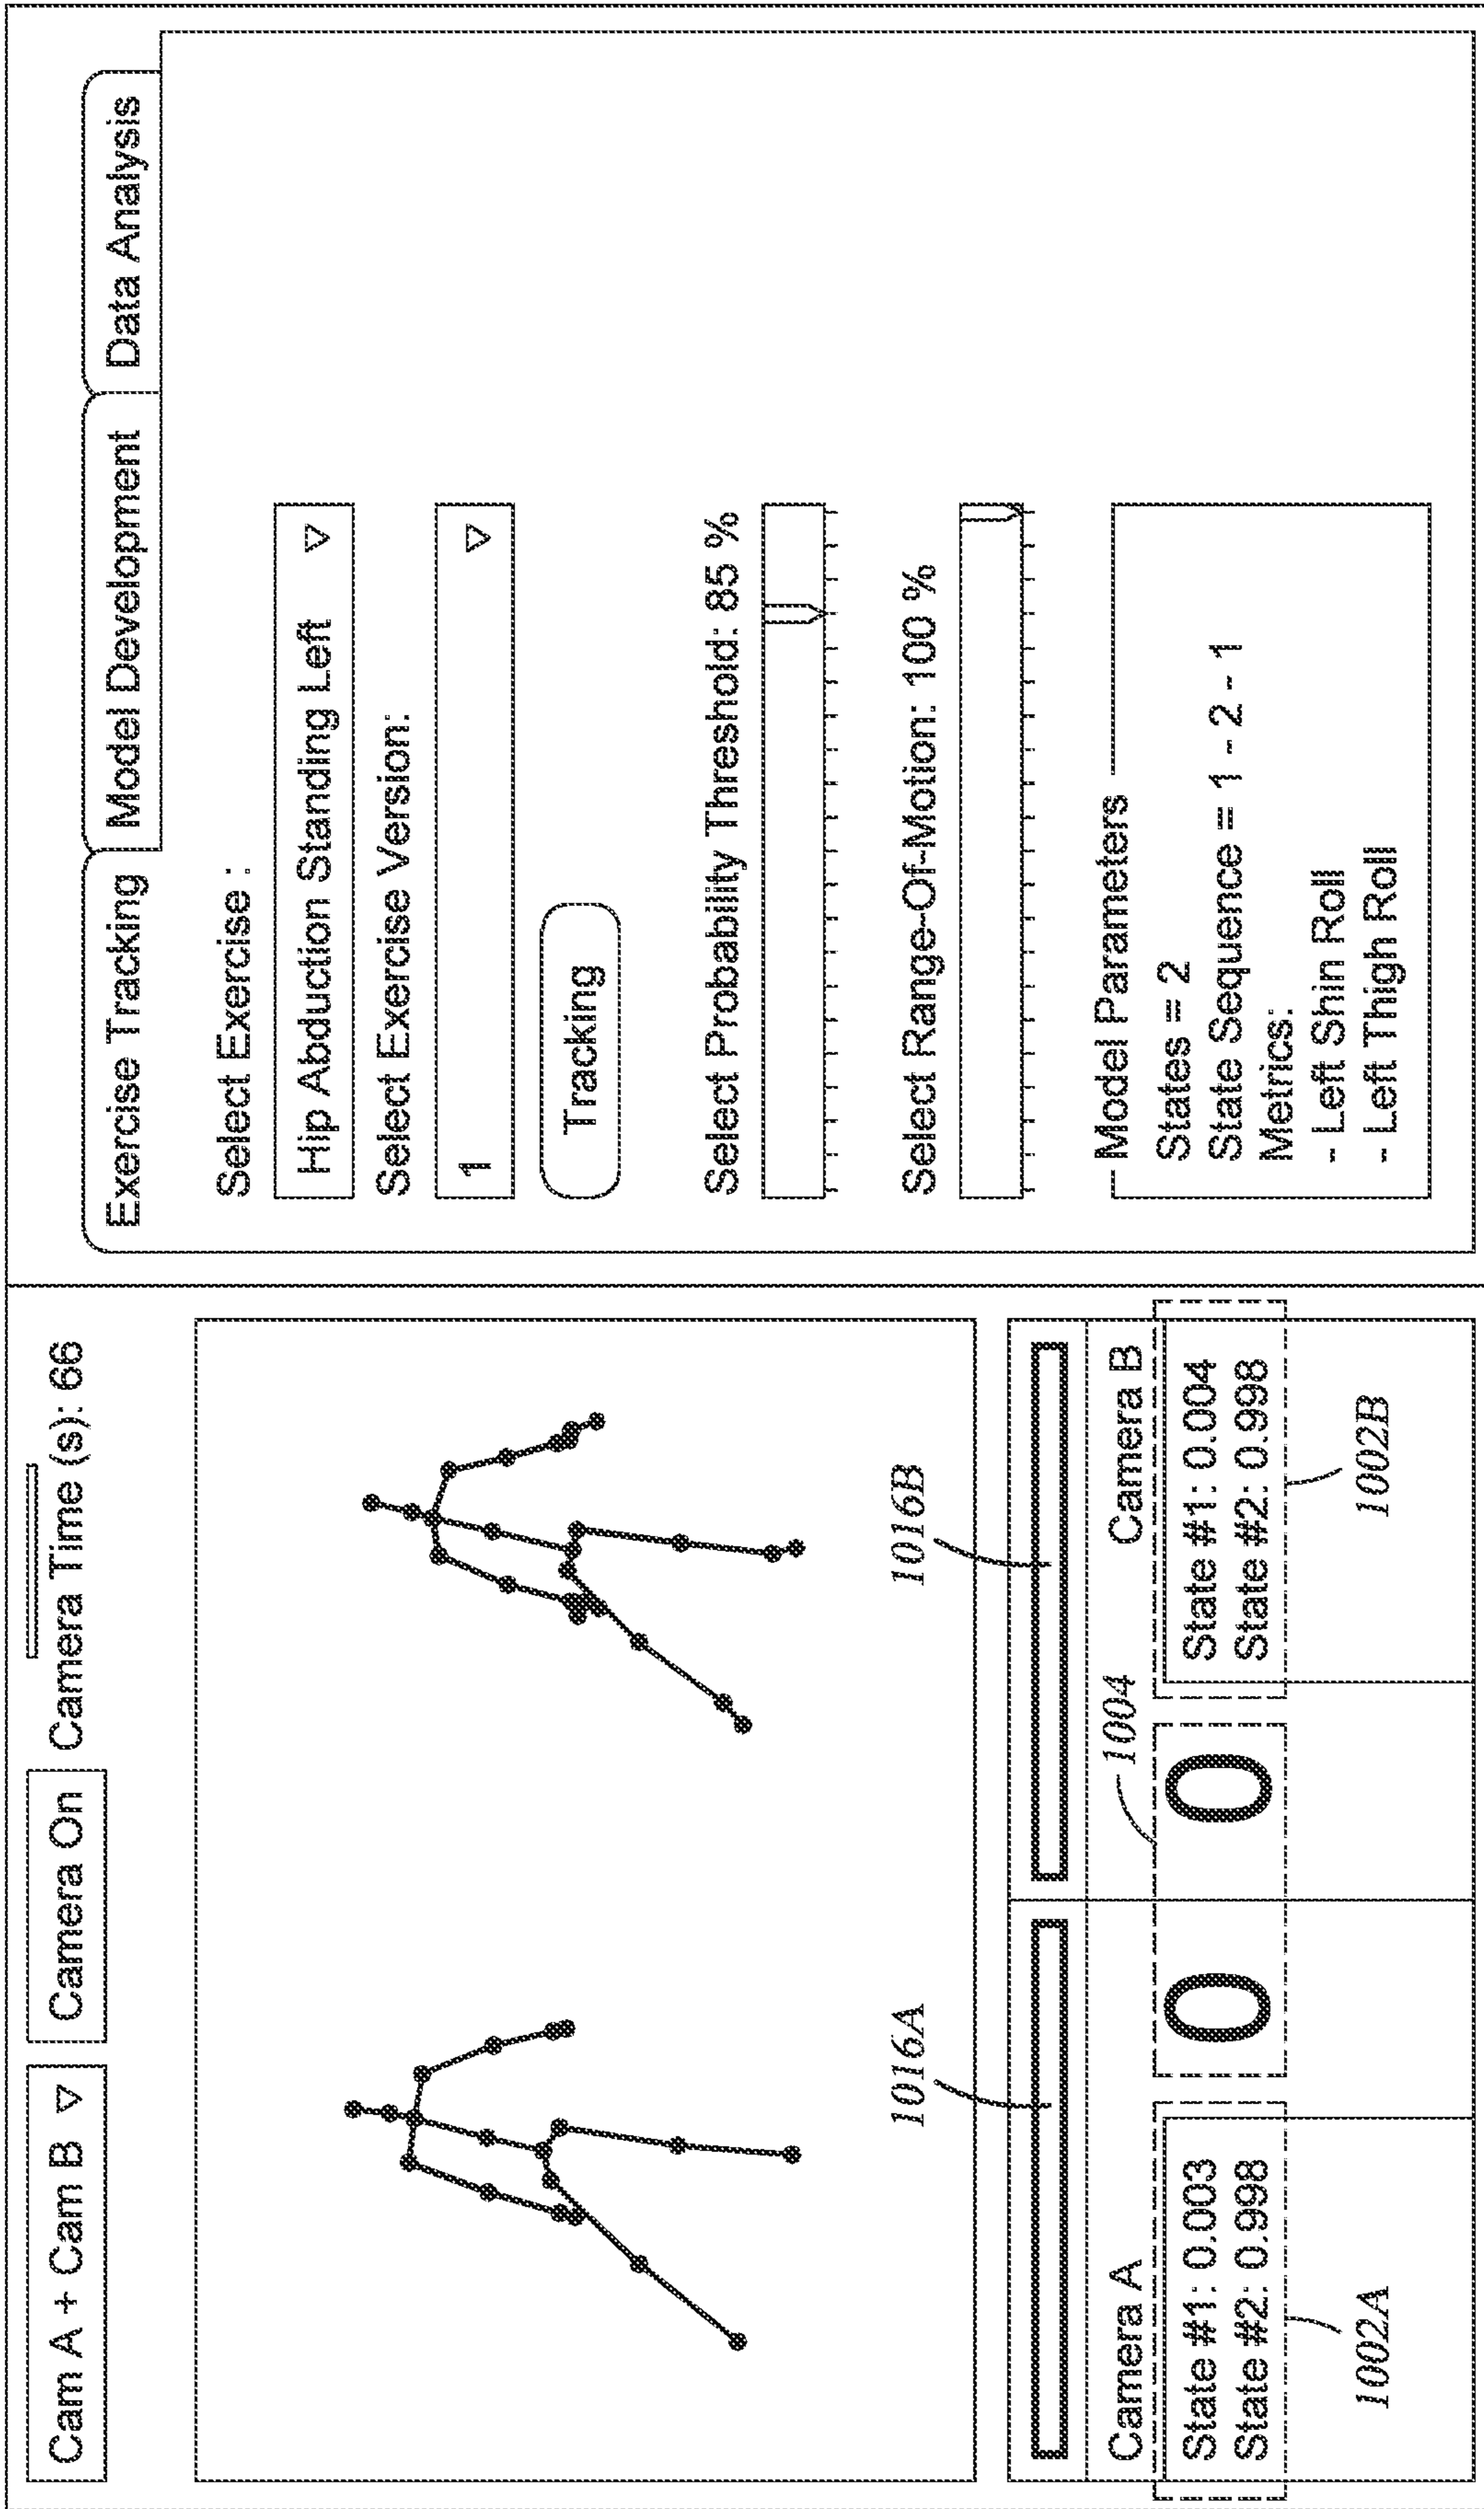 Cam A + Cam B
Camera On
Camera Time (s): 66
1016A
1016B
Camera A
Camera B
1004
State #1: 0.003
State #2: 0.998
0
0
State #1: 0.004
State #2: 0.998
1002A
1002B
Exercise Tracking
Model Development
Data Analysis
Select Exercise:
Hip Abduction Standing Left
Select Exercise Version:
1
Tracking
Select Probability Threshold: 85 %
Select Range-Of-Motion: 100 %
Model Parameters
States = 2
State Sequence = 1 - 2 - 1
Metrics:
- Left Shin Roll
- Left Thigh Roll